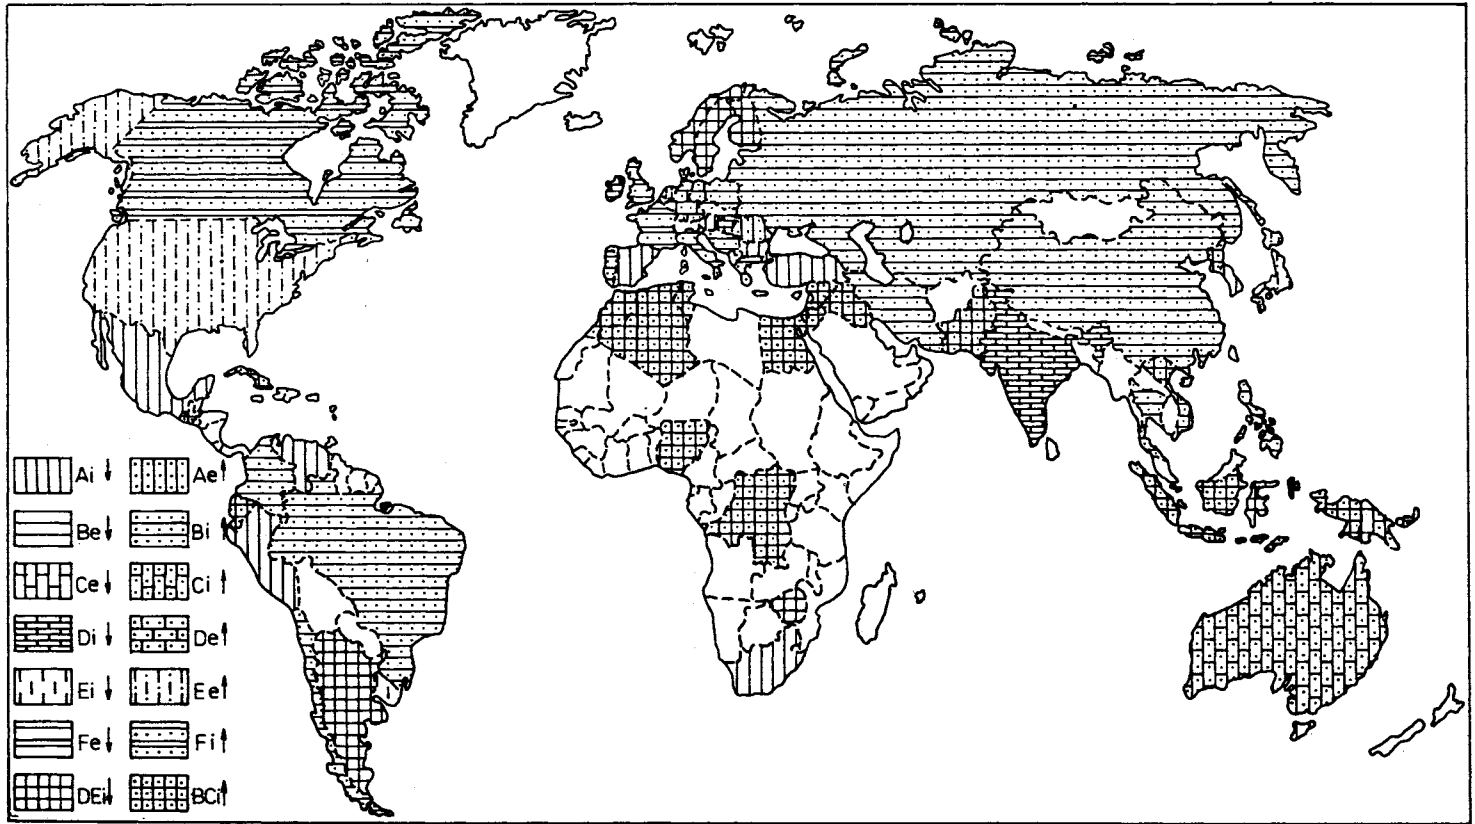 Ai ↓ Ae ↑
Be ↓ Bi ↑
Ce ↓ Ci ↑
Di ↓ De ↑
Ei ↓ Ee ↑
Fe ↓ Fi ↑
DEi ↓ BCi ↑